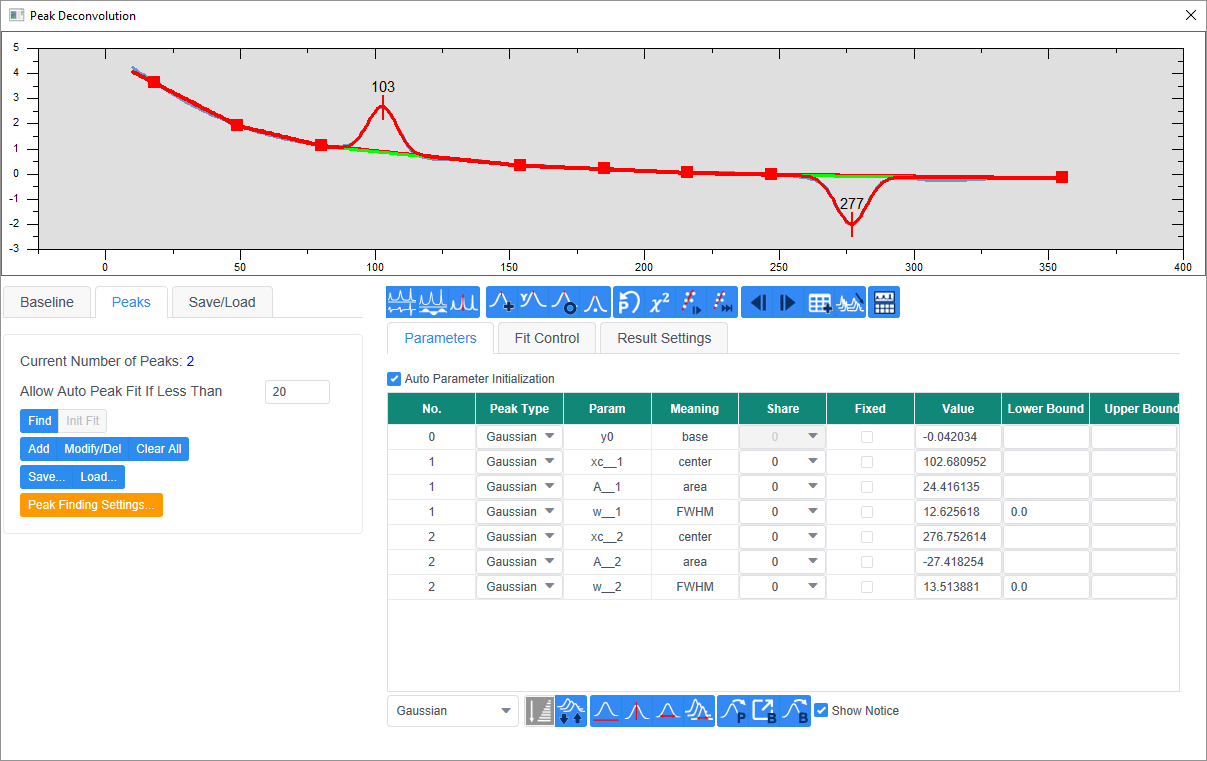 Peak Deconvolution
5
4
3
2
1
0
-1
-2
-3
103
277
0 50 100 150 200 250 300 350 400
Baseline Peaks Save/Load
Current Number of Peaks: 2
Allow Auto Peak Fit If Less Than 20
Find Init Fit
Add Modify/Del Clear All
Save... Load...
Peak Finding Settings...
Parameters Fit Control Result Settings
Auto Parameter Initialization
No. Peak Type Param Meaning Share Fixed Value Lower Bound Upper Bound
0 Gaussian y0 base 0 -0.042034
1 Gaussian xc__1 center 0 102.680952
1 Gaussian A__1 area 0 24.416135
1 Gaussian w__1 FWHM 0 12.625618 0.0
2 Gaussian xc__2 center 0 276.752614
2 Gaussian A__2 area 0 -27.418254
2 Gaussian w__2 FWHM 0 13.513881 0.0
Gaussian P B B Show Notice